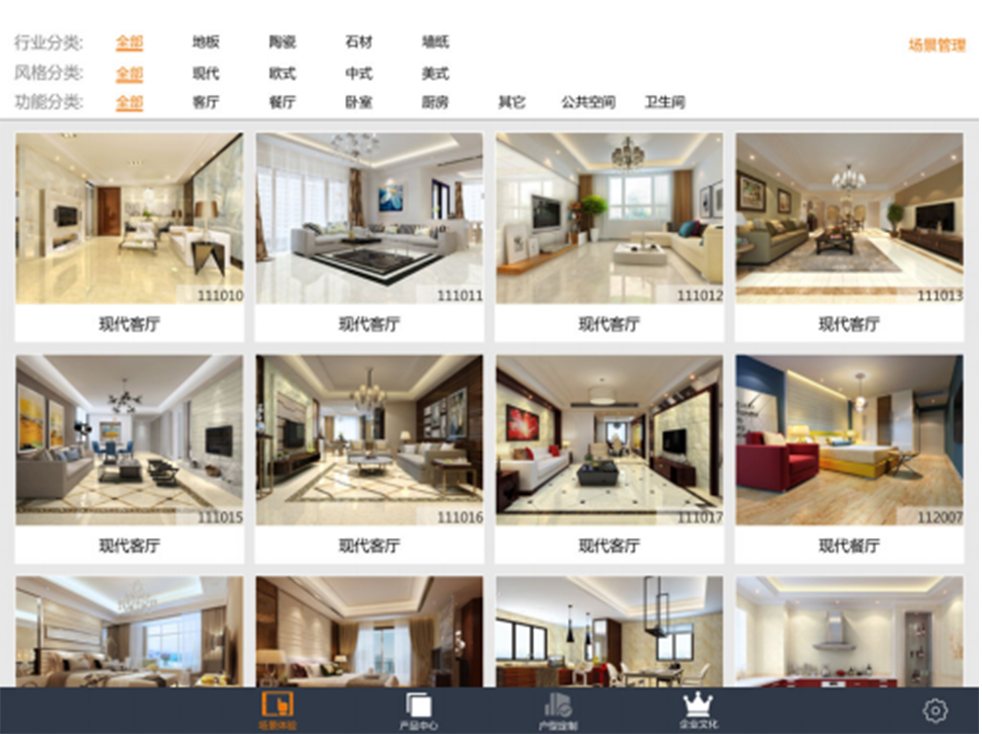 行业分类: 全部 地板 陶瓷 石材 墙纸
场景管理
风格分类: 全部 现代 欧式 中式 美式
功能分类: 全部 客厅 餐厅 卧室 厨房 其它 公共空间 卫生间
111010 111011 111012 111013
现代客厅 现代客厅 现代客厅 现代客厅
111015 111016 111017 112007
现代客厅 现代客厅 现代客厅 现代餐厅
场景体验 产品中心 户型定制 企业文化